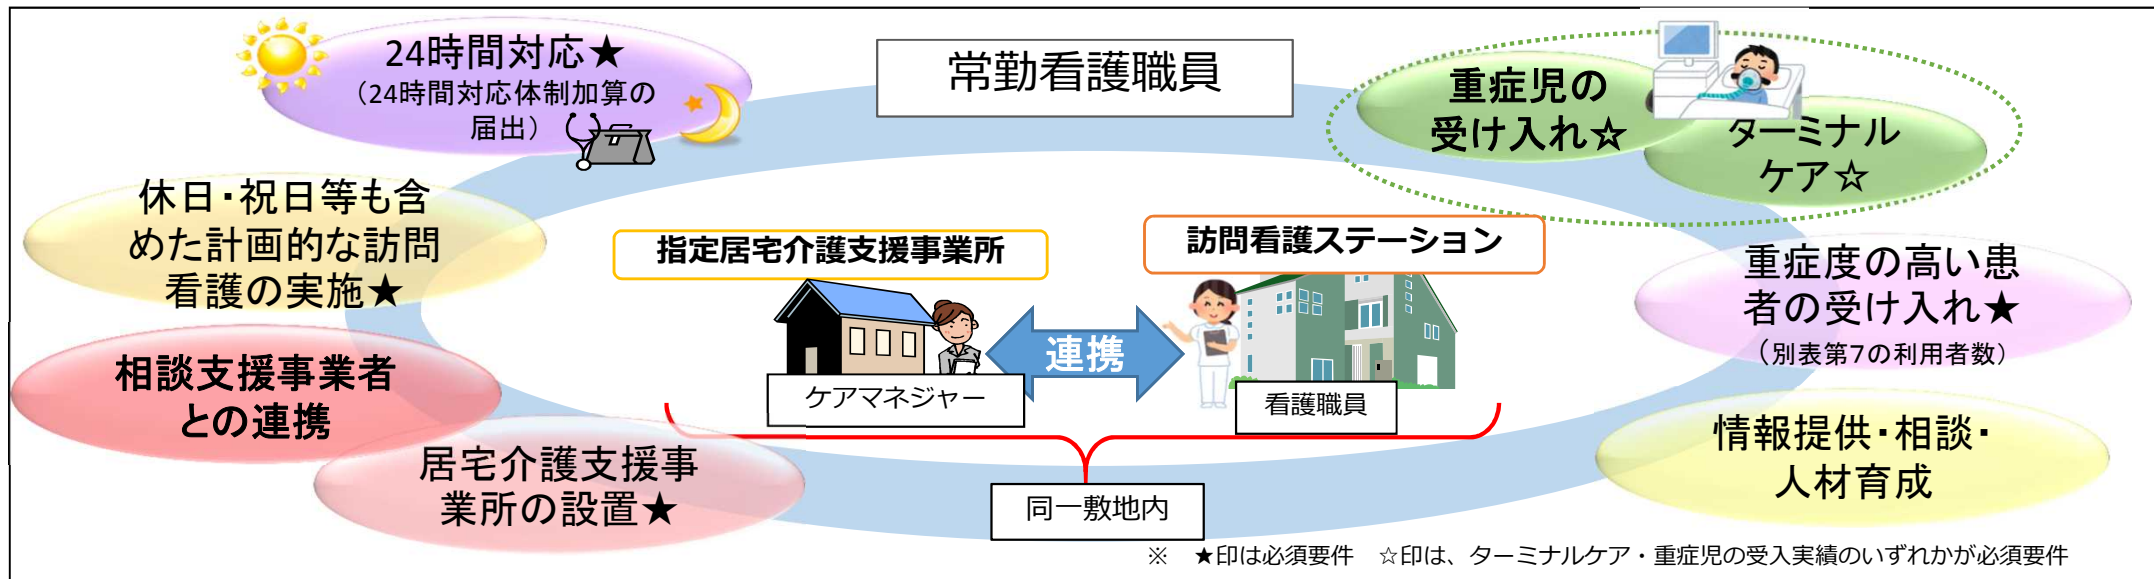 24時間対応★
（24時間対応体制加算の
届出）
常勤看護職員
重症児の
受け入れ☆
ターミナル
ケア☆
休日・祝日等も含
めた計画的な訪問
看護の実施★
指定居宅介護支援事業所
訪問看護ステーション
重症度の高い患
者の受け入れ★
（別表第7の利用者数）
連携
相談支援事業者
との連携
ケアマネジャー
看護職員
情報提供・相談・
人材育成
居宅介護支援事
業所の設置★
同一敷地内
※　★印は必須要件　☆印は、ターミナルケア・重症児の受入実績のいずれかが必須要件